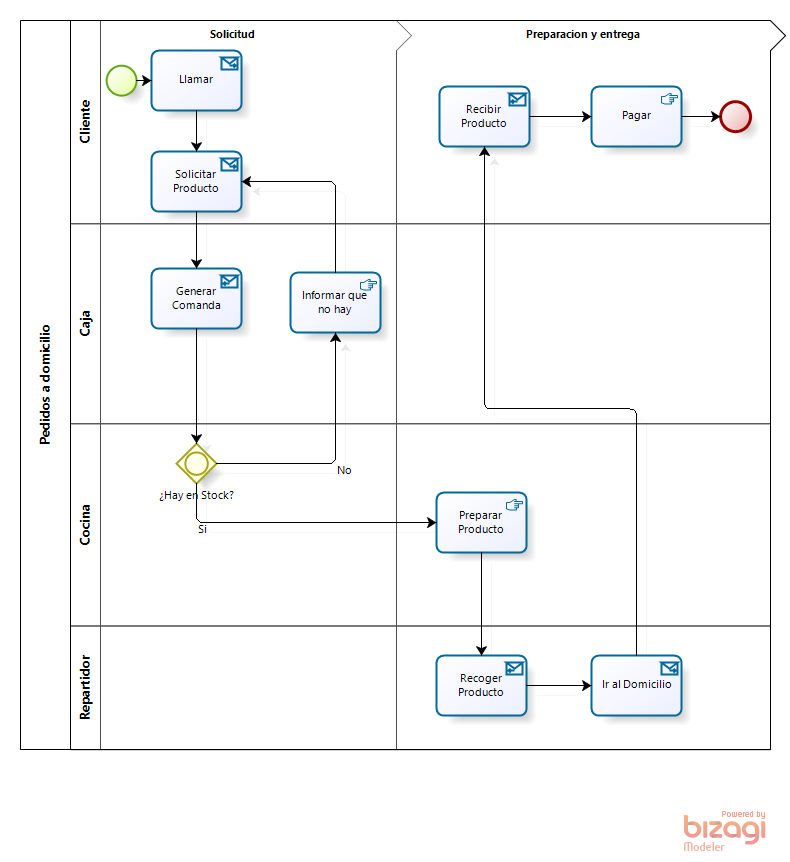 Solicitud
Preparacion y entrega
Pedidos a domicilio
Cliente
Llamar
Solicitar
Producto
Recibir
Producto
Pagar
Caja
Generar
Comanda
Informar que
no hay
Cocina
¿Hay en Stock?
No
Si
Preparar
Producto
Repartidor
Recoger
Producto
Ir al Domicilio
Powered by
bizagi
Modeler